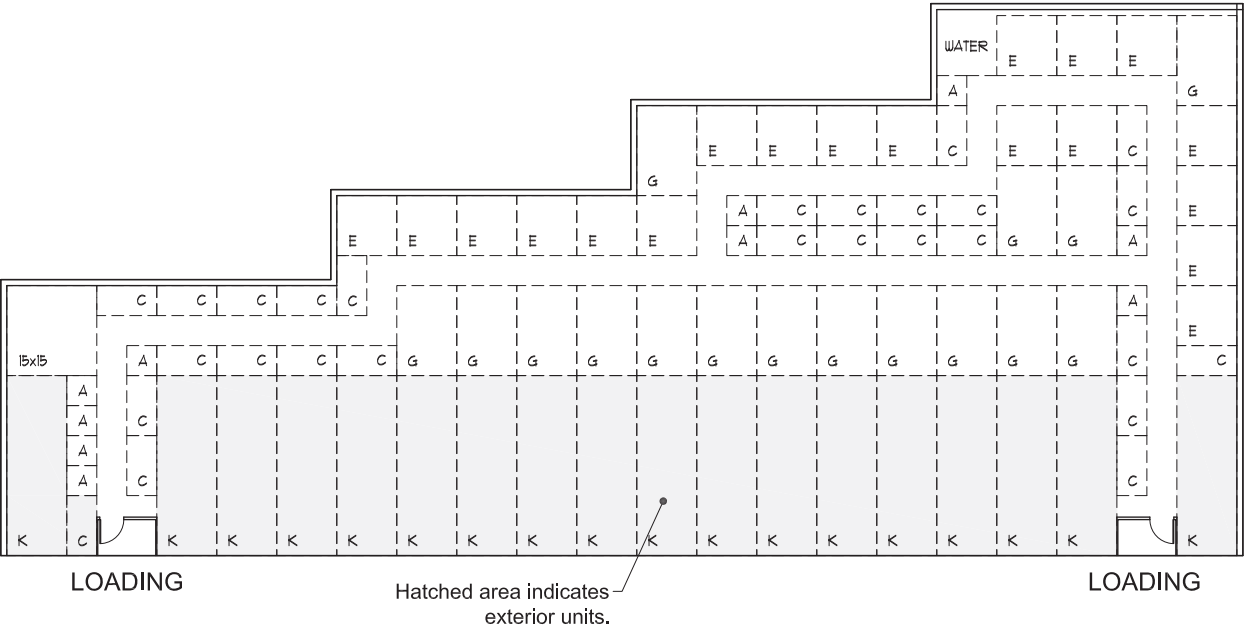 WATER E E E
A G
E E E E C E E C E
G
A C C C C C E
E E E E E E A C C C C C G G A
E
C C C C C A
E
15x15 A C C C C G G G G G G G G G G G G C C
A
A C C
A
A C C
K C K K K K K K K K K K K K K K K K K
LOADING LOADING
Hatched area indicates
exterior units.